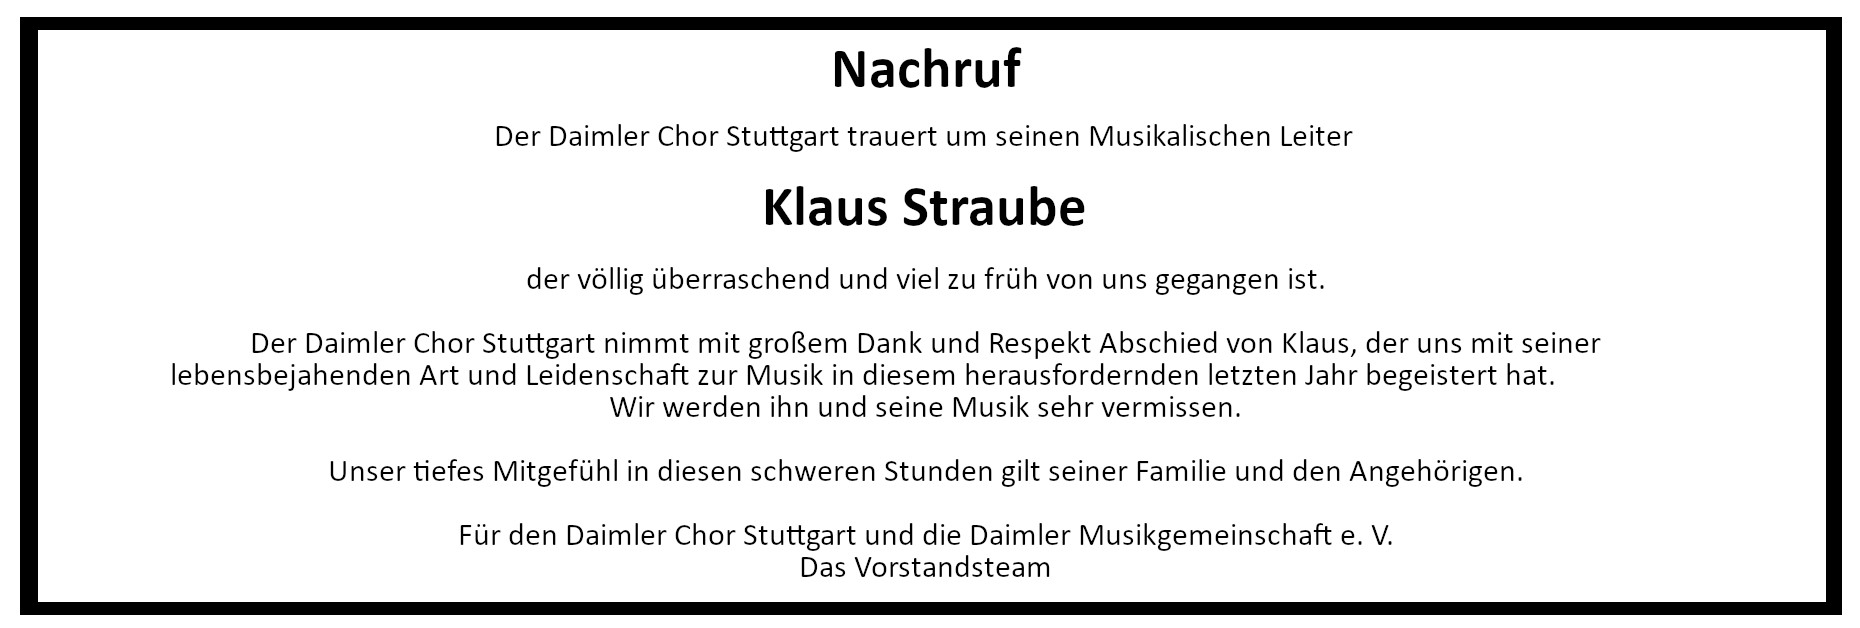 Nachruf
Der Daimler Chor Stuttgart trauert um seinen Musikalischen Leiter
Klaus Straube
der völlig überraschend und viel zu früh von uns gegangen ist.
Der Daimler Chor Stuttgart nimmt mit großem Dank und Respekt Abschied von Klaus, der uns mit seiner
lebensbejahenden Art und Leidenschaft zur Musik in diesem herausfordernden letzten Jahr begeistert hat.
Wir werden ihn und seine Musik sehr vermissen.
Unser tiefes Mitgefühl in diesen schweren Stunden gilt seiner Familie und den Angehörigen.
Für den Daimler Chor Stuttgart und die Daimler Musikgemeinschaft e. V.
Das Vorstandsteam